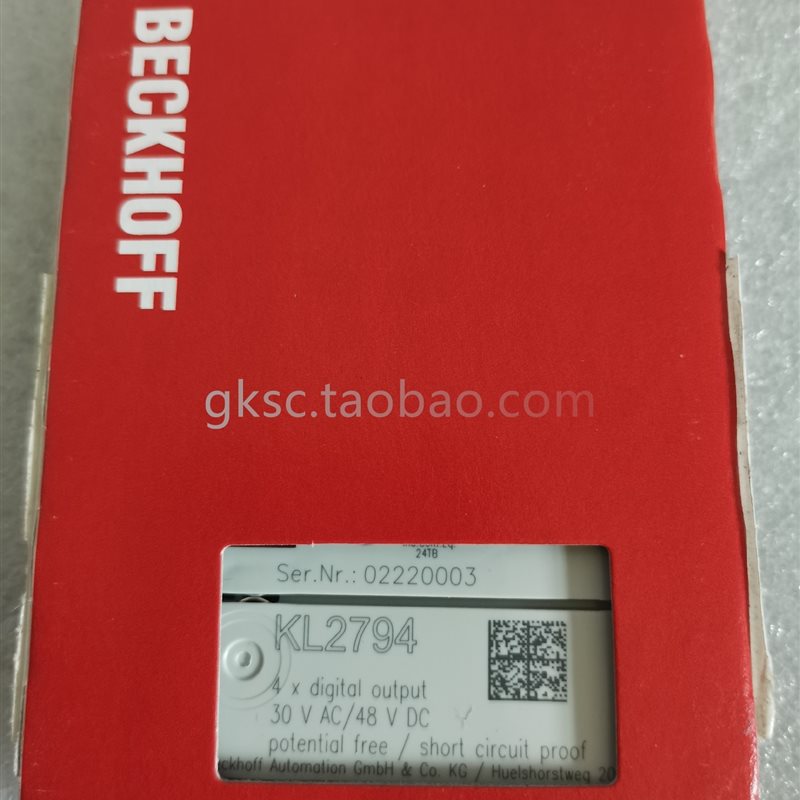 BECKHOFF
gksc.taobao.com
24TB
Ser.Nr.: 02220003
KL2794
4 x digital output
30 V AC/48 V DC
potential free / short circuit proof
ckhoff Automation GmbH & Co. KG / Huelshorstweg 20